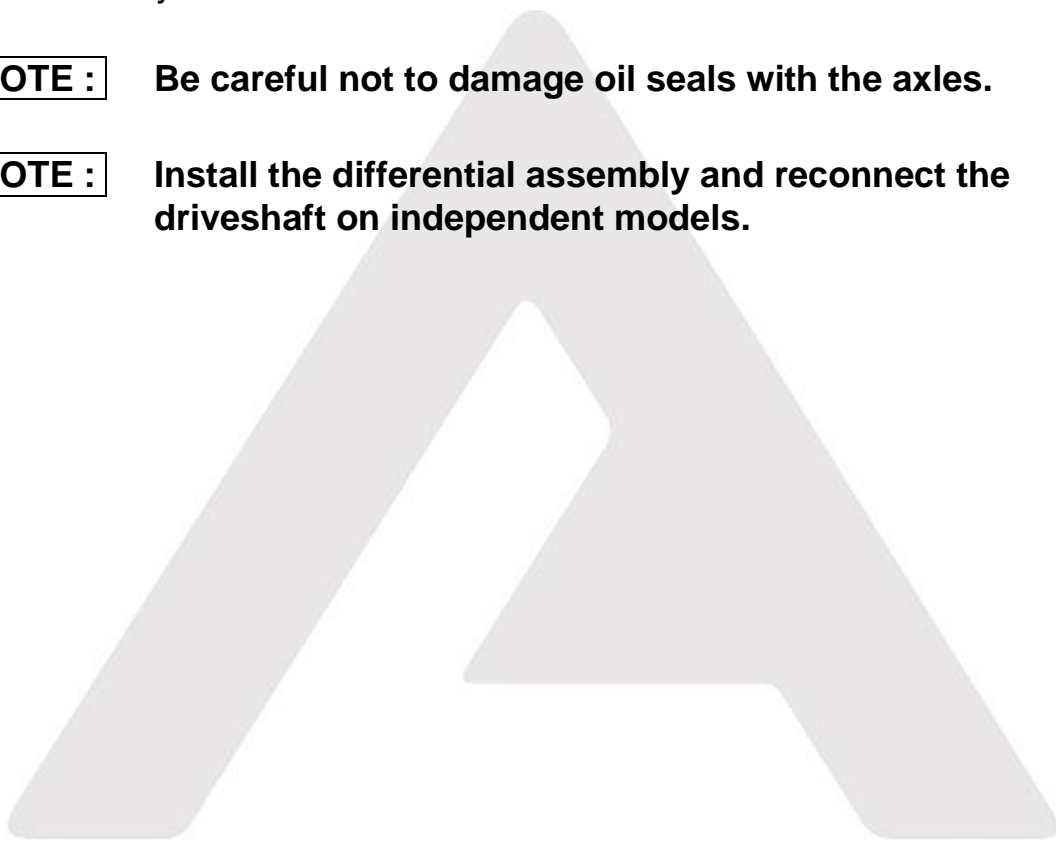 OTE : Be careful not to damage oil seals with the axles.
OTE : Install the differential assembly and reconnect the
driveshaft on independent models.